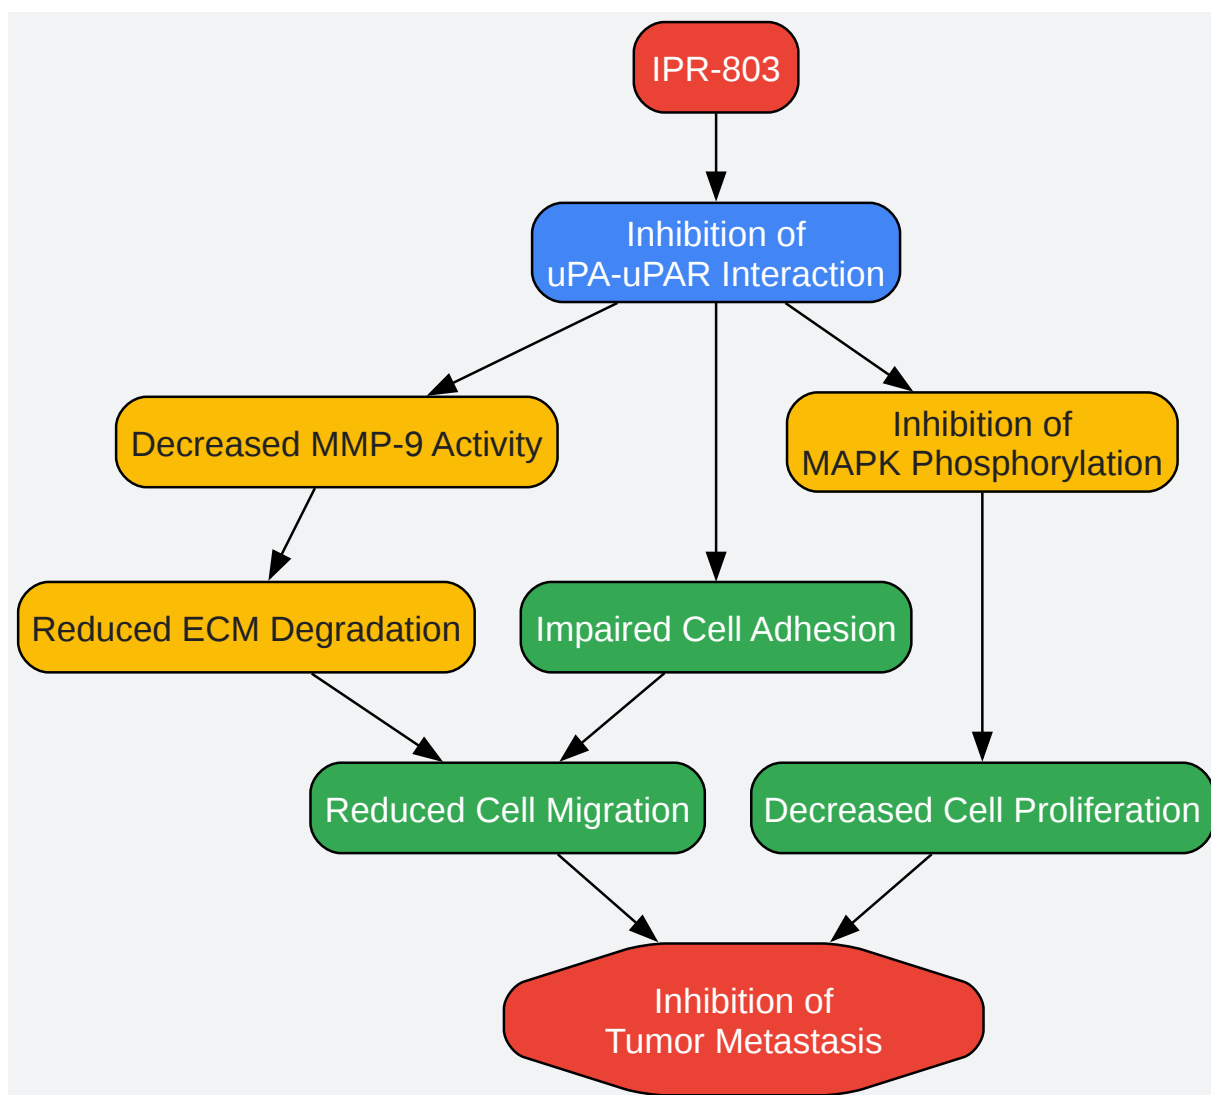 IPR-803
Inhibition of
uPA-uPAR Interaction
Decreased MMP-9 Activity
Inhibition of
MAPK Phosphorylation
Reduced ECM Degradation
Impaired Cell Adhesion
Reduced Cell Migration
Decreased Cell Proliferation
Inhibition of
Tumor Metastasis